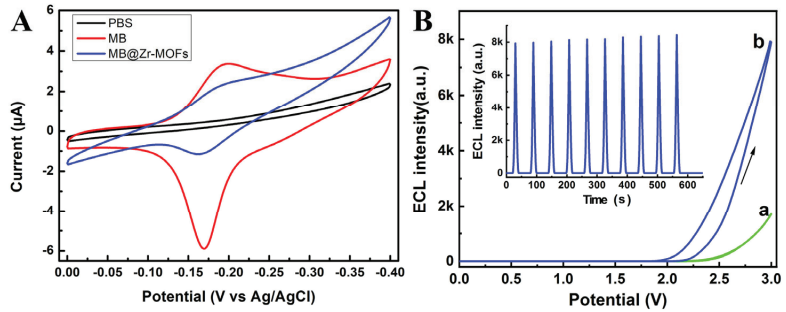 A
PBS
MB
MB@Zr-MOFs
Current (µA)
6
4
2
0
-2
-4
-6
0.00 -0.05 -0.10 -0.15 -0.20 -0.25 -0.30 -0.35 -0.40
Potential (V vs Ag/AgCl)
B
ECL intensity(a.u.)
8k
6k
4k
2k
0
0.0 0.5 1.0 1.5 2.0 2.5 3.0
Potential (V)
b
a
ECL intensity (a.u.)
8k
6k
4k
2k
0
0 100 200 300 400 500 600
Time (s)